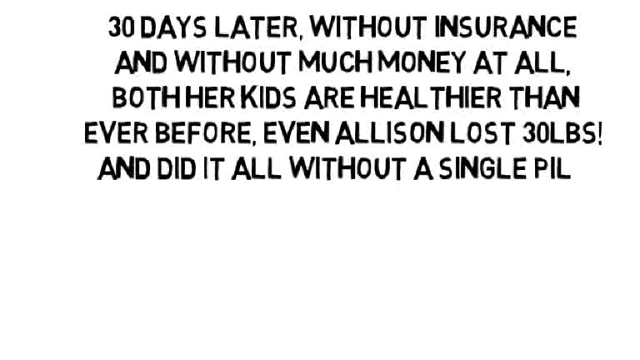 30 DAYS LATER, WITHOUT INSURANCE
AND WITHOUT MUCH MONEY AT ALL,
BOTH HER KIDS ARE HEALTHIER THAN
EVER BEFORE, EVEN ALLISON LOST 30LBS!
AND DID IT ALL WITHOUT A SINGLE PIL